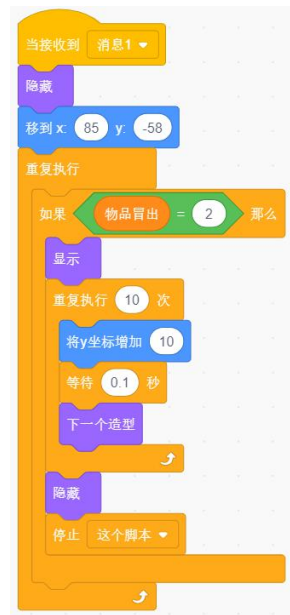 当接收到 消息1
隐藏
移到 x: 85 y: -58
重复执行
如果 物品冒出 = 2 那么
显示
重复执行 10 次
将y坐标增加 10
等待 0.1 秒
下一个造型
隐藏
停止 这个脚本